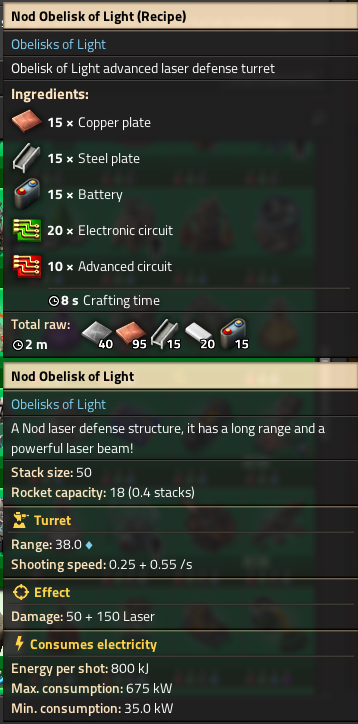 Nod Obelisk of Light (Recipe)
Obelisks of Light
Obelisk of Light advanced laser defense turret
Ingredients:
15 × Copper plate
15 × Steel plate
15 × Battery
20 × Electronic circuit
10 × Advanced circuit
8 s Crafting time
Total raw:
2 m 40 95 15 20 15
Nod Obelisk of Light
Obelisks of Light
A Nod laser defense structure, it has a long range and a
powerful laser beam!
Stack size: 50
Rocket capacity: 18 (0.4 stacks)
Turret
Range: 38.0
Shooting speed: 0.25 + 0.55 /s
Effect
Damage: 50 + 150 Laser
Consumes electricity
Energy per shot: 800 kJ
Max. consumption: 675 kW
Min. consumption: 35.0 kW